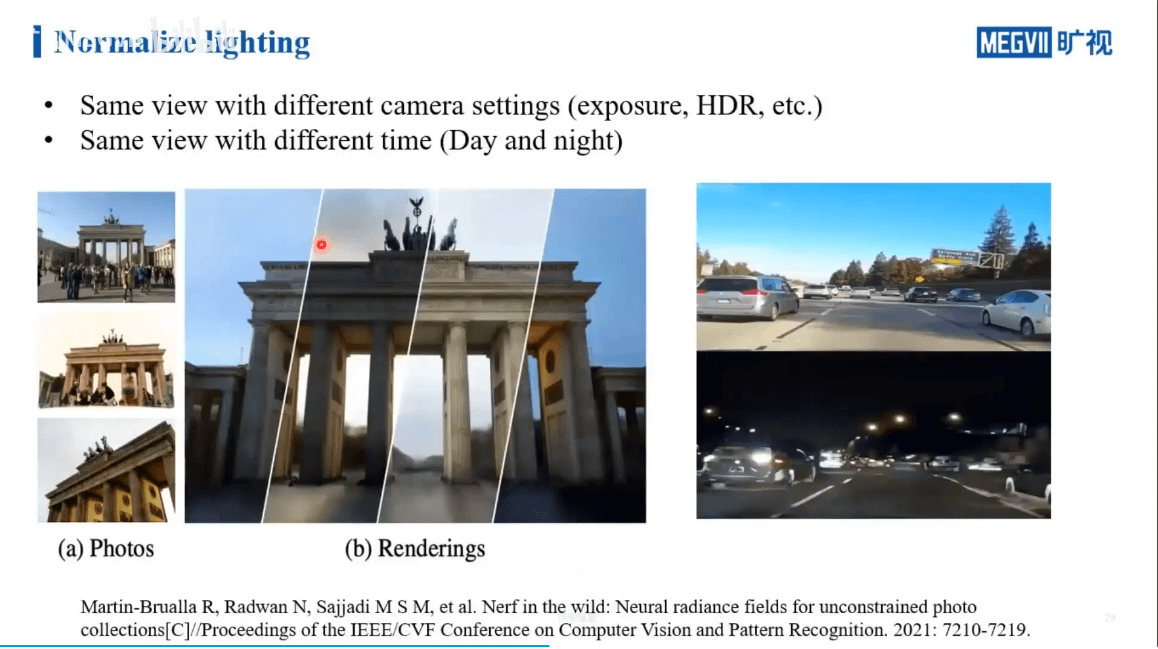 Normalize lighting
MEGVII 旷视
• Same view with different camera settings (exposure, HDR, etc.)
• Same view with different time (Day and night)
(a) Photos
(b) Renderings
Martin-Brualla R, Radwan N, Sajjadi M S M, et al. Nerf in the wild: Neural radiance fields for unconstrained photo
collections[C]//Proceedings of the IEEE/CVF Conference on Computer Vision and Pattern Recognition. 2021: 7210-7219.